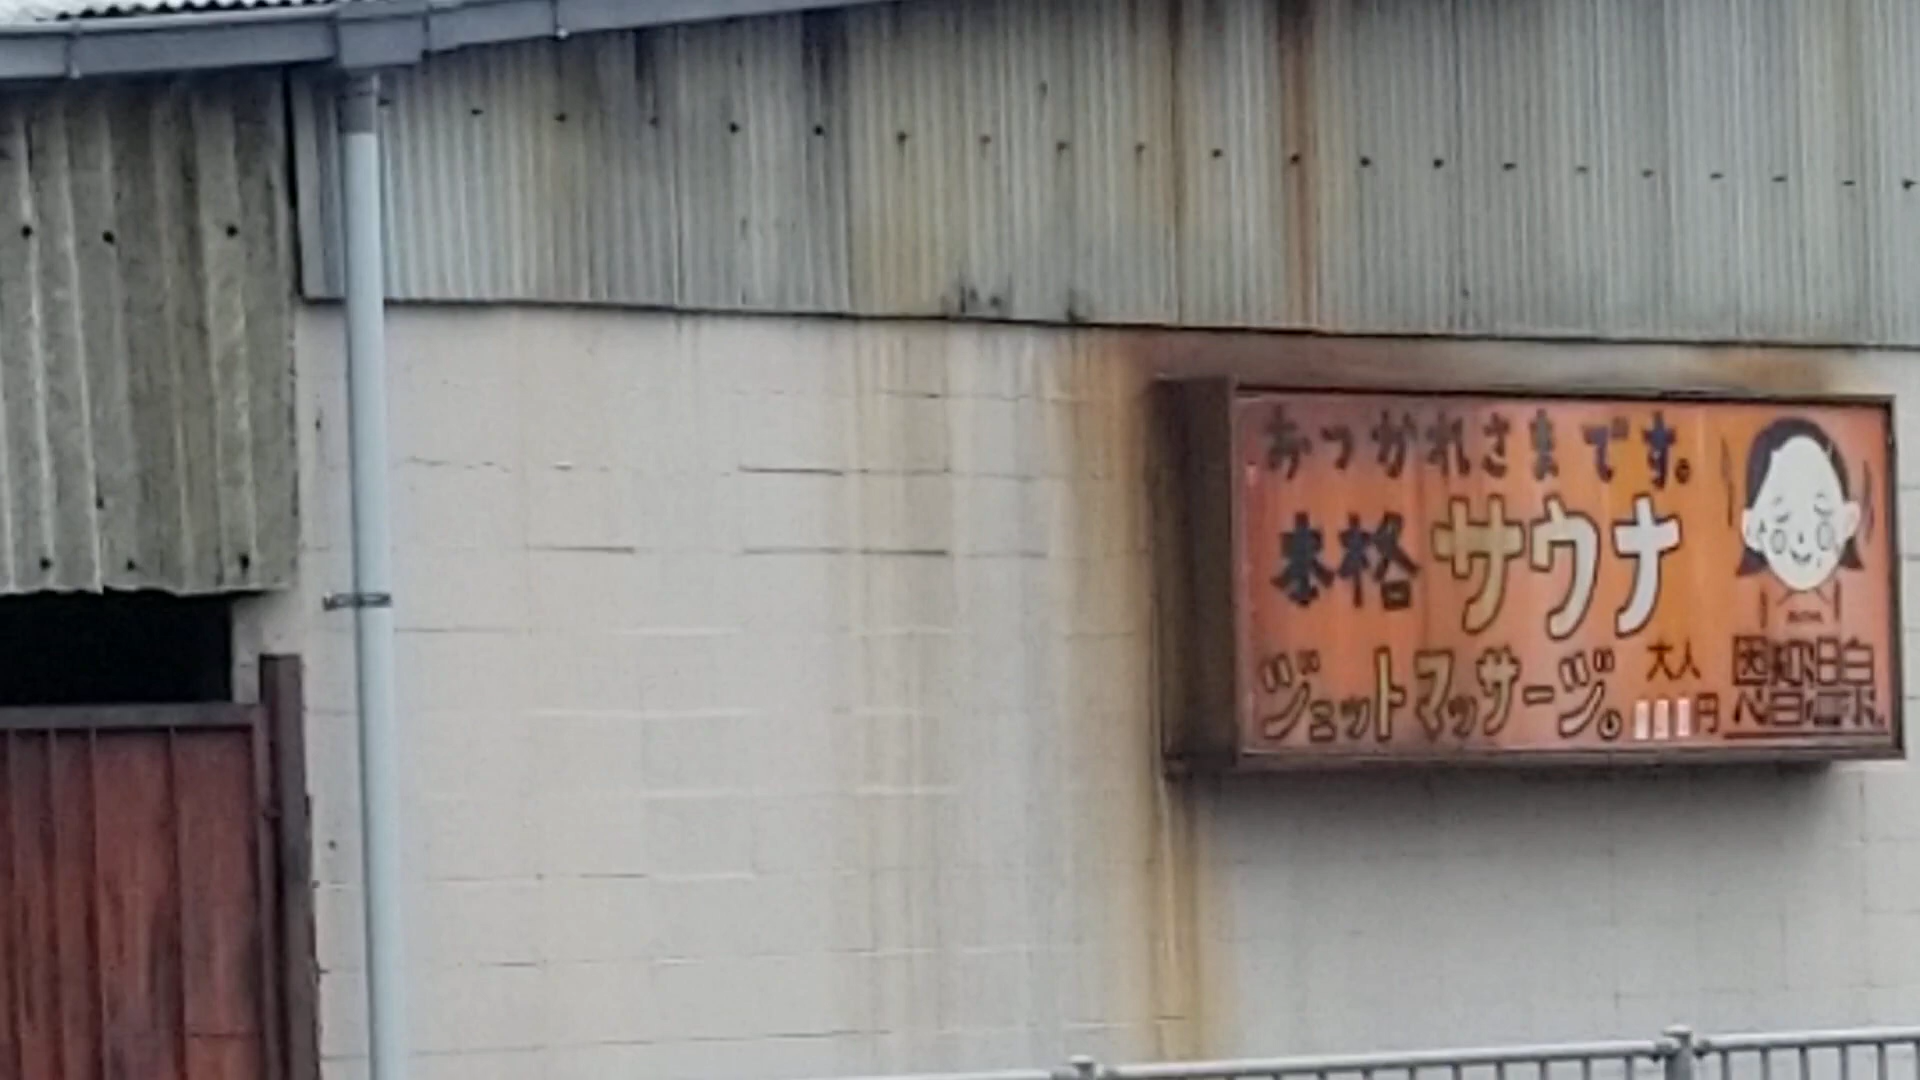 おつかれさまです。
本格サウナ
ジェットマッサージ。
大人
円